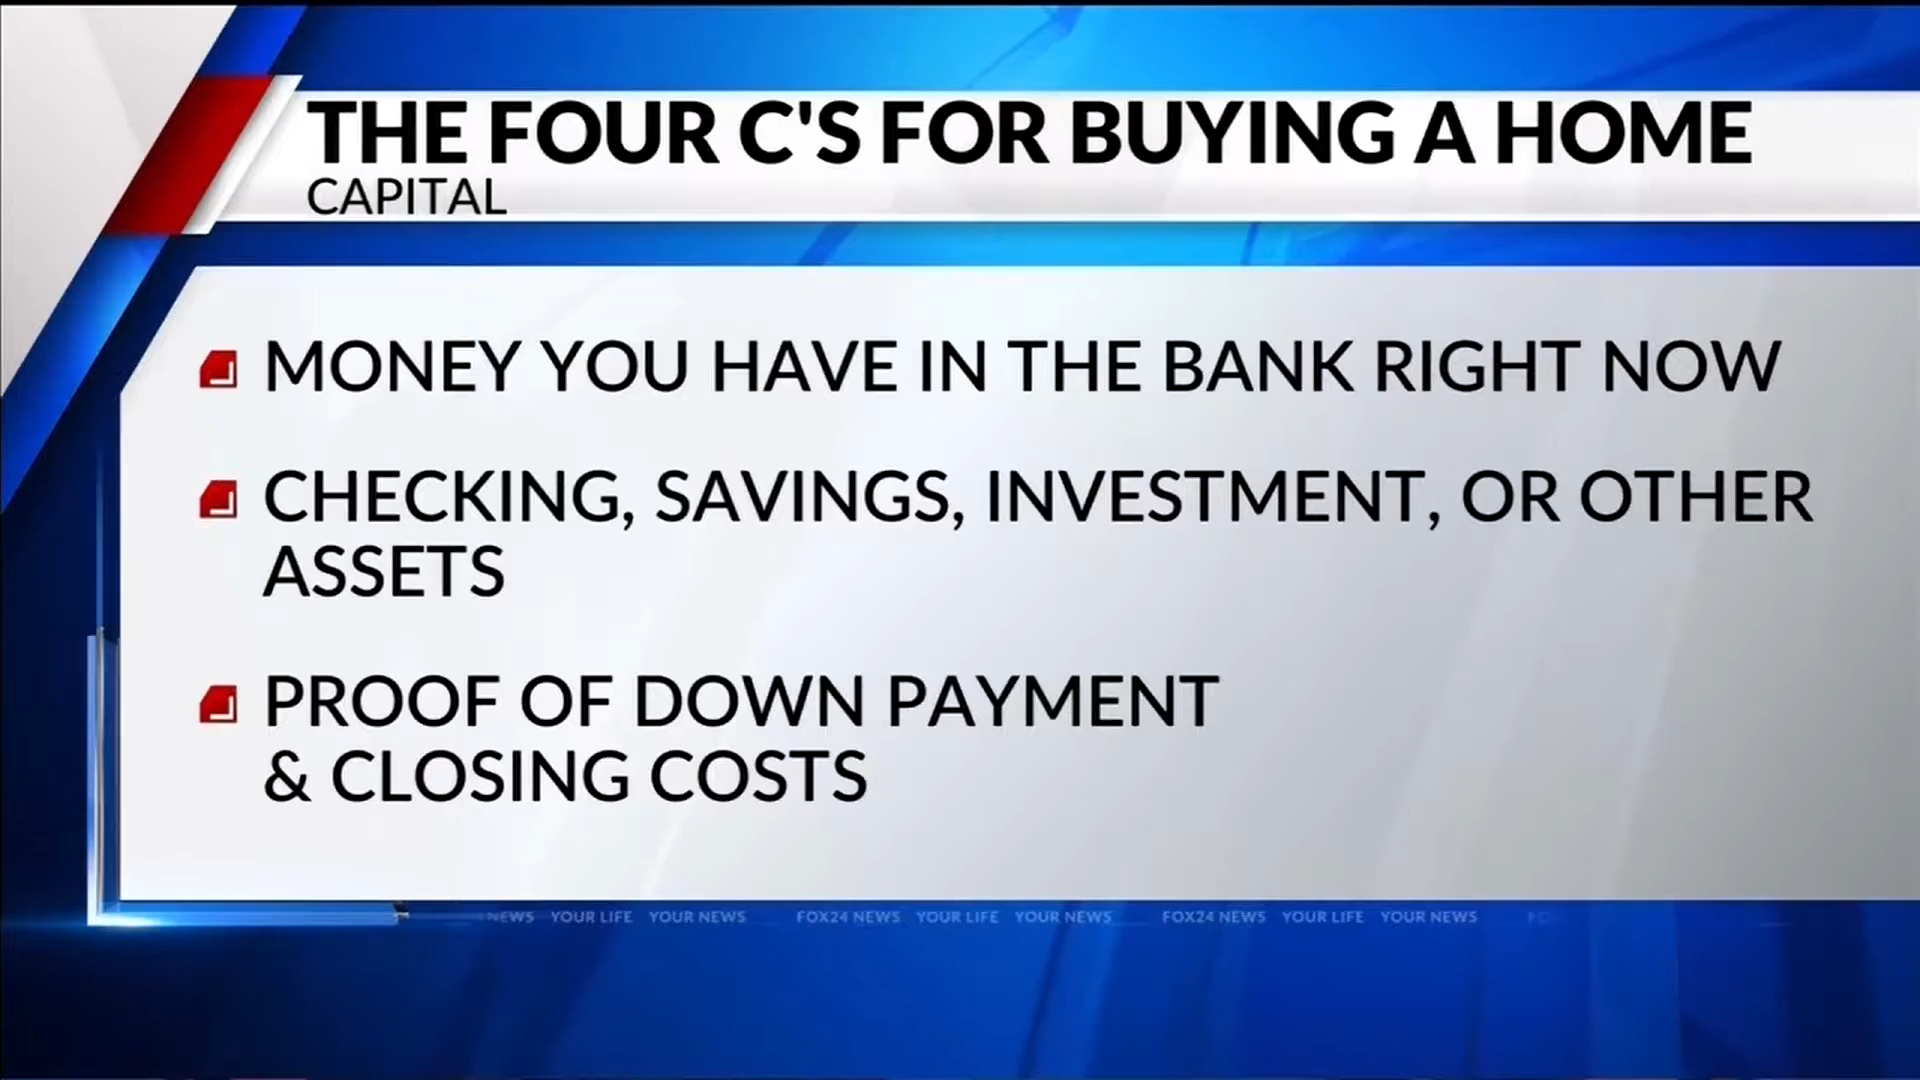 THE FOUR C'S FOR BUYING A HOME
CAPITAL
MONEY YOU HAVE IN THE BANK RIGHT NOW
CHECKING, SAVINGS, INVESTMENT, OR OTHER
ASSETS
PROOF OF DOWN PAYMENT
& CLOSING COSTS
NEWS YOUR LIFE YOUR NEWS FOX24 NEWS YOUR LIFE YOUR NEWS FOX24 NEWS YOUR LIFE YOUR NEWS